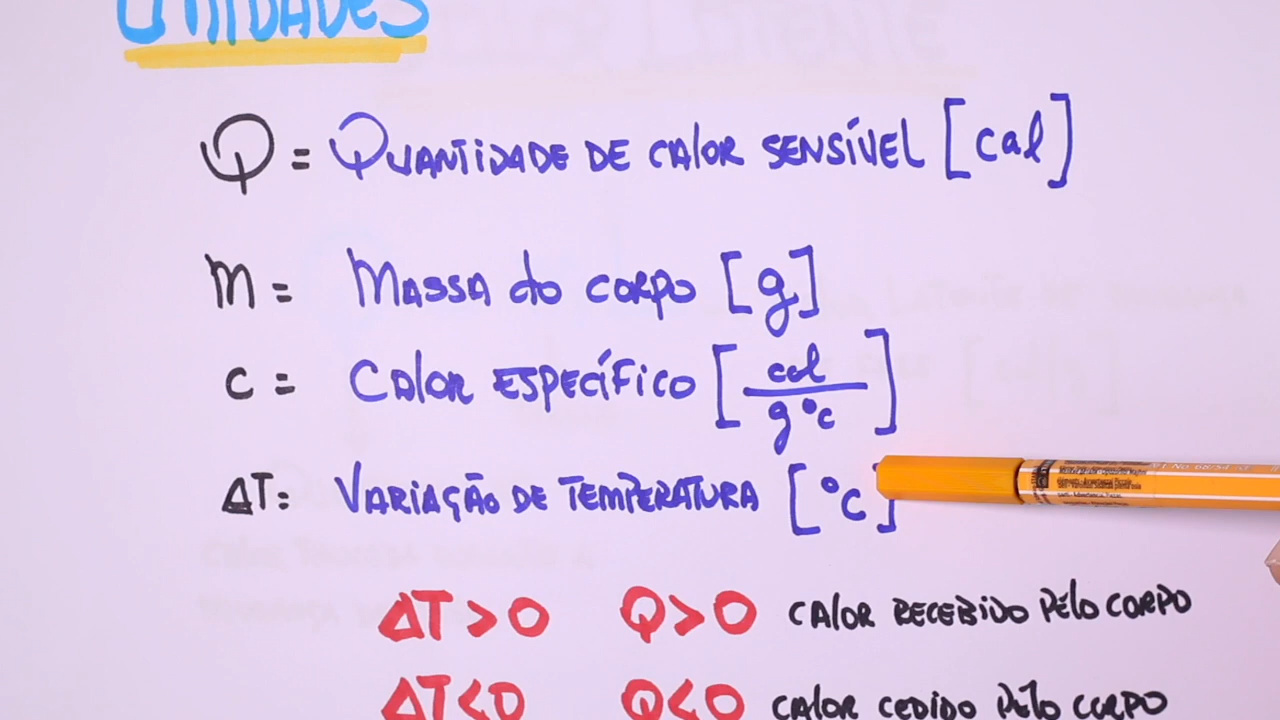 UNIDADES
Q = QUANTIDADE DE CALOR SENSÍVEL [cal]
M = MASSA do CORPO [g]
C = CALOR ESPECÍFICO [cal/g°C]
ΔT: VARIAÇÃO DE TEMPERATURA [°C]
ΔT>0 Q>0 CALOR RECEBIDO PELO CORPO
ΔT<0 Q<0 CALOR CEDIDO PELO CORPO